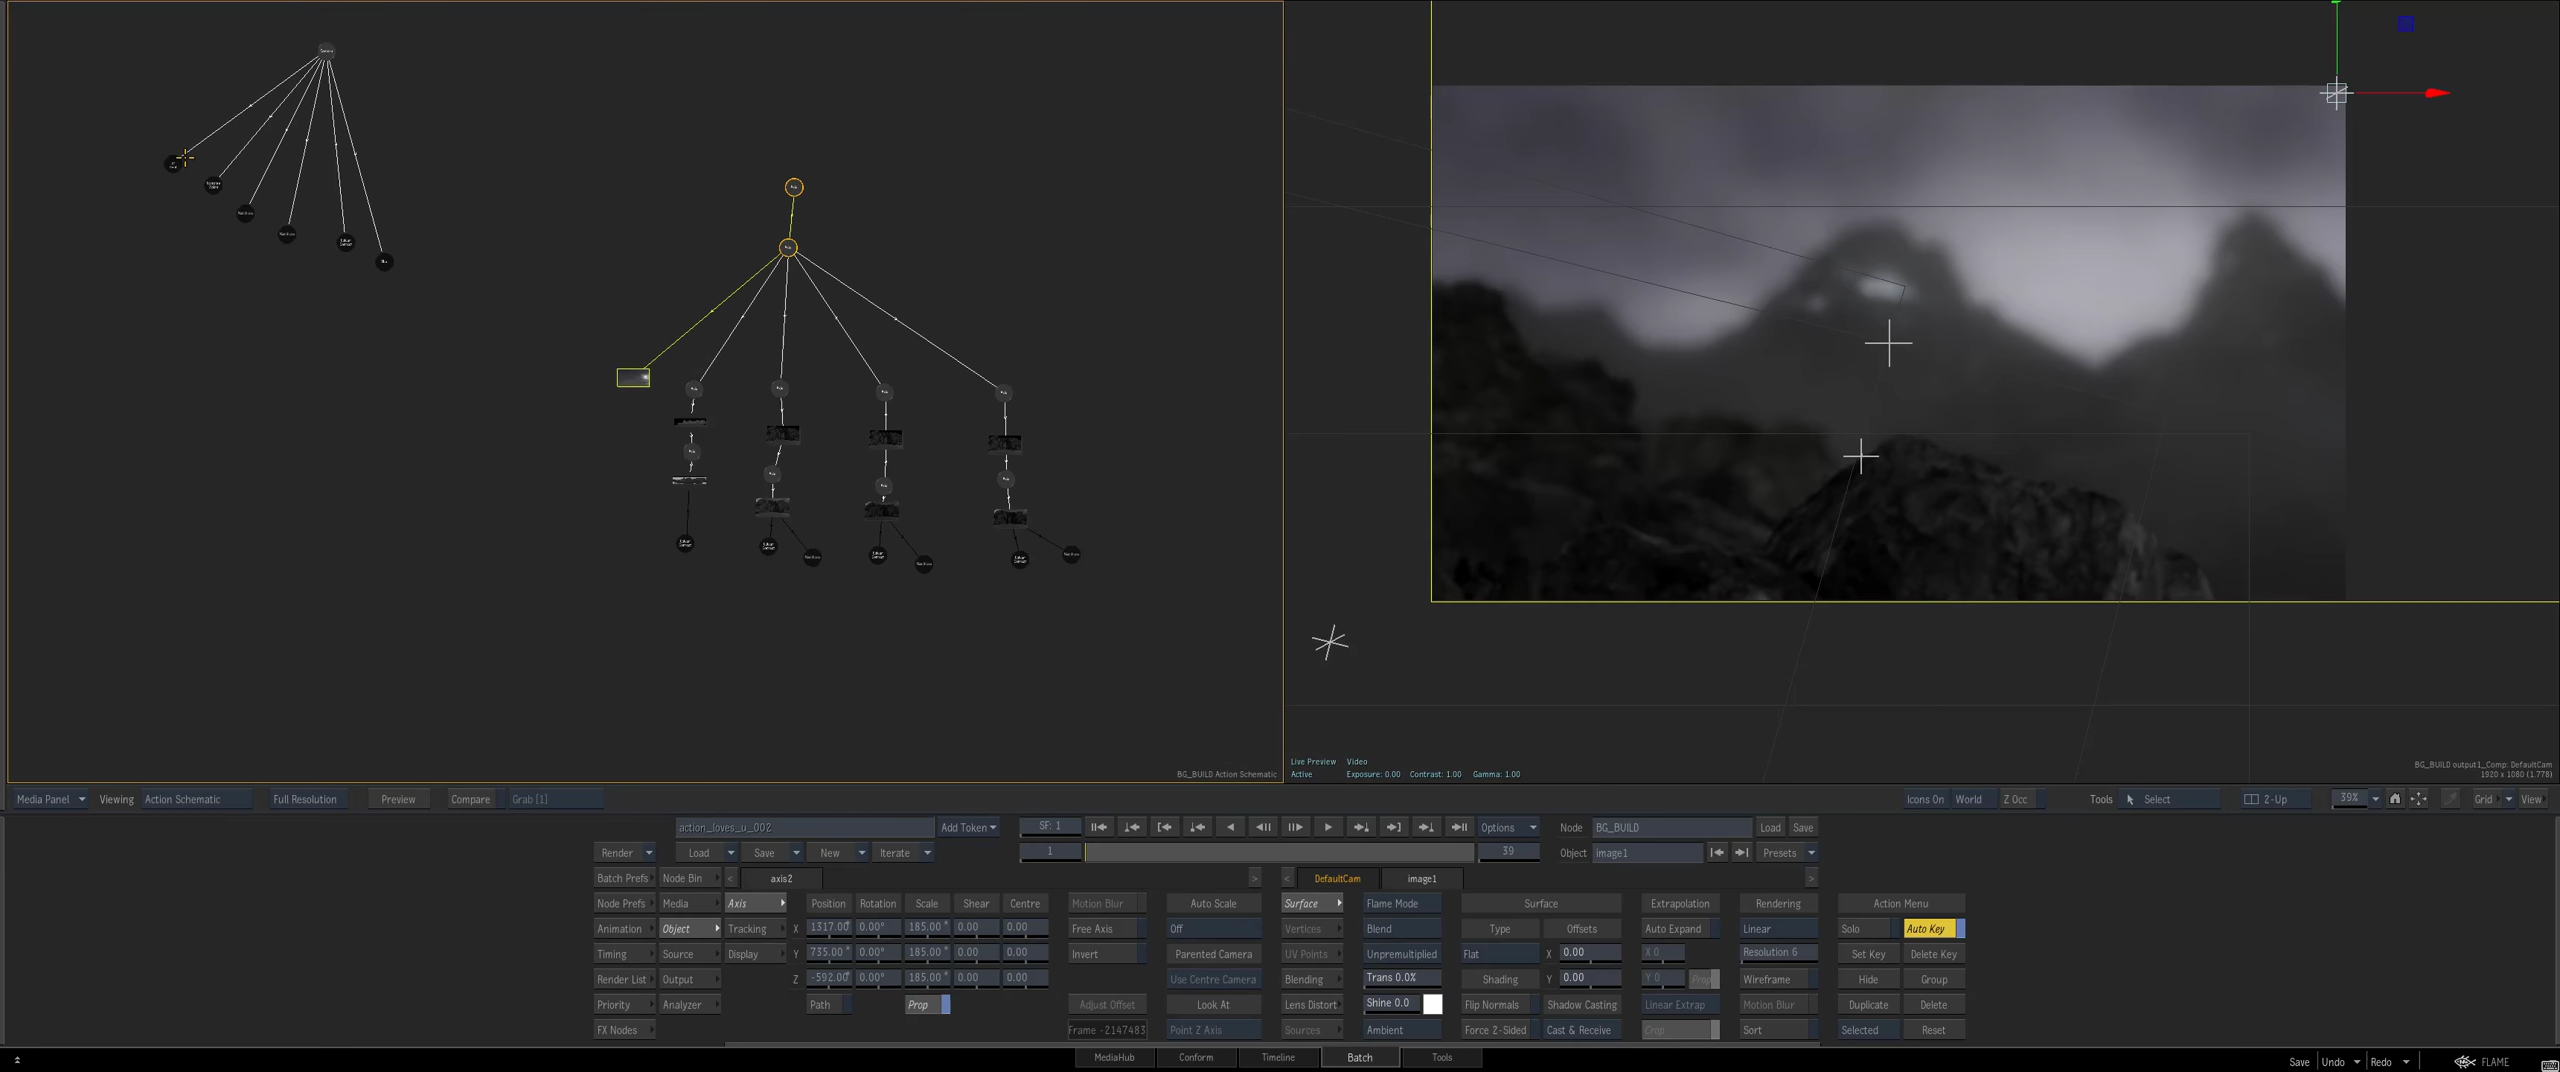 Camera
BG_BUILD Action Schematic
Live Preview Video
Active Exposure: 0.00 Contrast: 1.00 Gamma: 1.00
BG_BUILD output1_Comp: DefaultCam
1920 x 1080 (1.778)
Media Panel Viewing Action Schematic Full Resolution Preview Compare Grab [1] Icons On World Z Occ Tools Select 2-Up 39% Grid View
action_loves_u_002 Add Token SF: 1 Options Node BG_BUILD Load Save
Render Load Save New Iterate 1 39 Object image1 Presets
Batch Prefs Node Bin < axis2 > < DefaultCam image1 >
Node Prefs Media Axis Position Rotation Scale Shear Centre Motion Blur Auto Scale Surface Flame Mode Surface Extrapolation Rendering Action Menu
Animation Object Tracking X 1317.00 0.00° 185.00 0.00 0.00 Free Axis Off Vertices Blend Type Offsets Auto Expand Linear Solo Auto Key
Timing Source Display Y 735.00 0.00° 185.00 0.00 0.00 Invert Parented Camera UV Points Unpremultiplied Flat X 0.00 X 0 Resolution 6 Set Key Delete Key
Render List Output Z -592.00 0.00° 185.00 0.00 0.00 Use Centre Camera Blending Trans 0.0% Shading Y 0.00 Y 0 Prop Wireframe Hide Group
Priority Analyzer Path Prop Adjust Offset Look At Lens Distort Shine 0.0 Flip Normals Shadow Casting Linear Extrap Motion Blur Duplicate Delete
FX Nodes Frame -2147483 Point Z Axis Sources Ambient Force 2-Sided Cast & Receive Crop Sort Selected Reset
MediaHub Conform Timeline Batch Tools Save Undo Redo FLAME